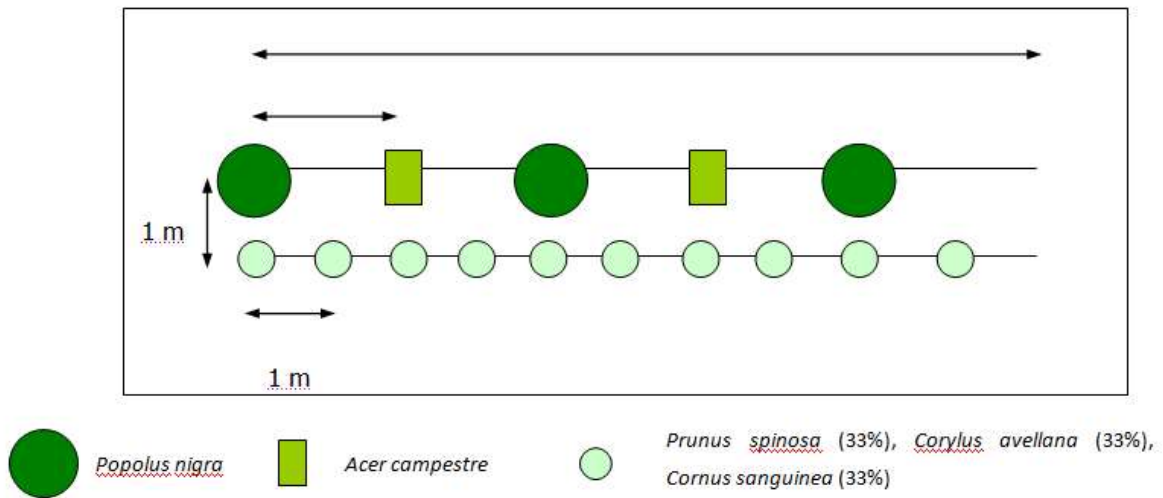 1 m
1 m
Popolus nigra
Acer campestre
Prunus spinosa (33%), Corylus avellana (33%),
Cornus sanguinea (33%)